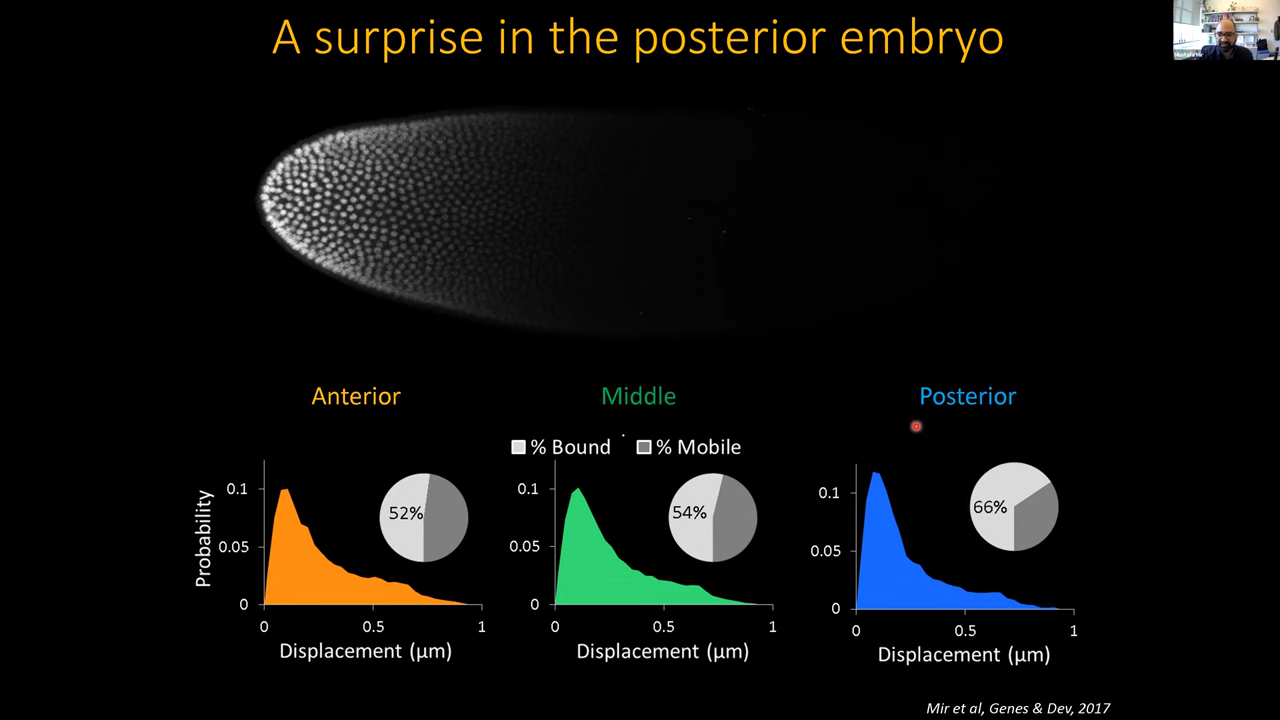 A surprise in the posterior embryo
Anterior
Middle
Posterior
% Bound % Mobile
Probability
0.1
0.05
0
52%
0 0.5 1
Displacement (μm)
0.1
0.05
0
54%
0 0.5 1
Displacement (μm)
0.1
0.05
0
66%
0 0.5 1
Displacement (μm)
Mir et al, Genes & Dev, 2017